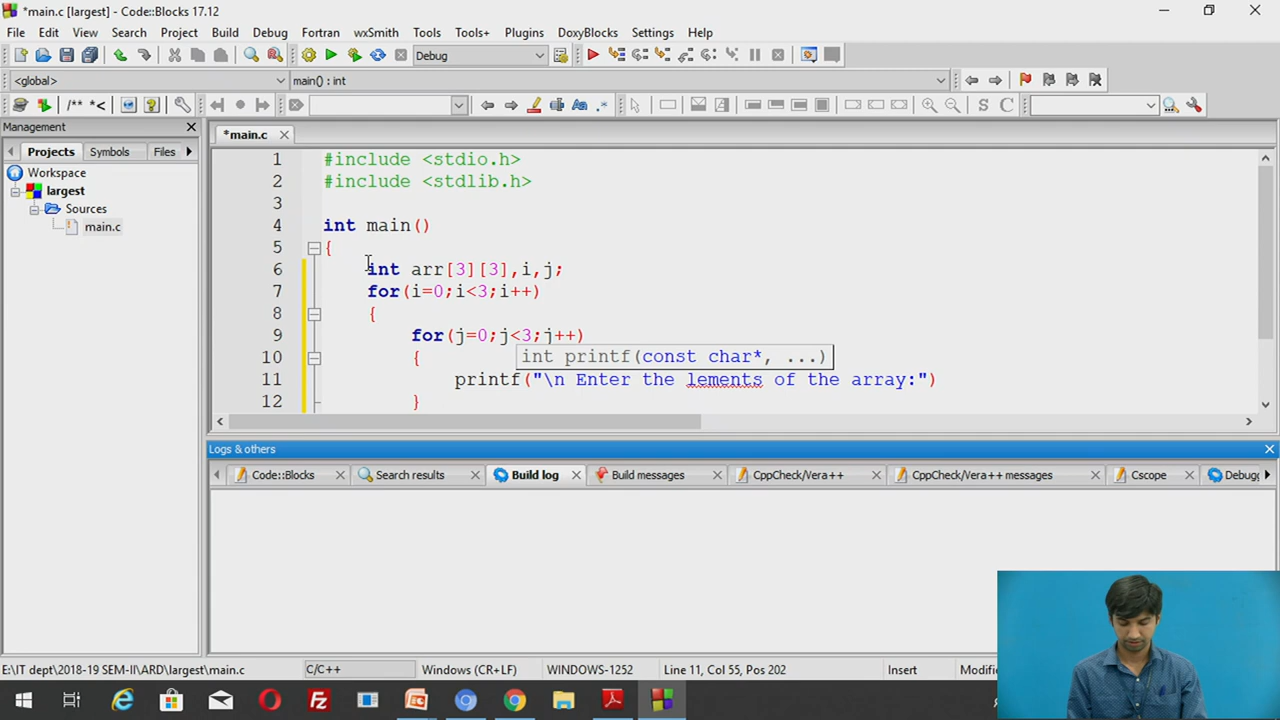 *main.c [largest] - Code::Blocks 17.12
File Edit View Search Project Build Debug Fortran wxSmith Tools Tools+ Plugins DoxyBlocks Settings Help
Debug
<global> main() : int
/** *<
Aa .* S C
Management
*main.c
Projects Symbols Files
Workspace
largest
Sources
main.c
1 #include <stdio.h>
2 #include <stdlib.h>
3
4 int main()
5 {
6 int arr[3][3],i,j;
7 for(i=0;i<3;i++)
8 {
9 for(j=0;j<3;j++)
int printf(const char*, ...)
10 {
11 printf("\n Enter the lements of the array:")
12 }
Logs & others
Code::Blocks Search results Build log Build messages CppCheck/Vera++ CppCheck/Vera++ messages Cscope Debugg
E:\IT dept\2018-19 SEM-II\ARD\largest\main.c C/C++ Windows (CR+LF) WINDOWS-1252 Line 11, Col 55, Pos 202 Insert Modif